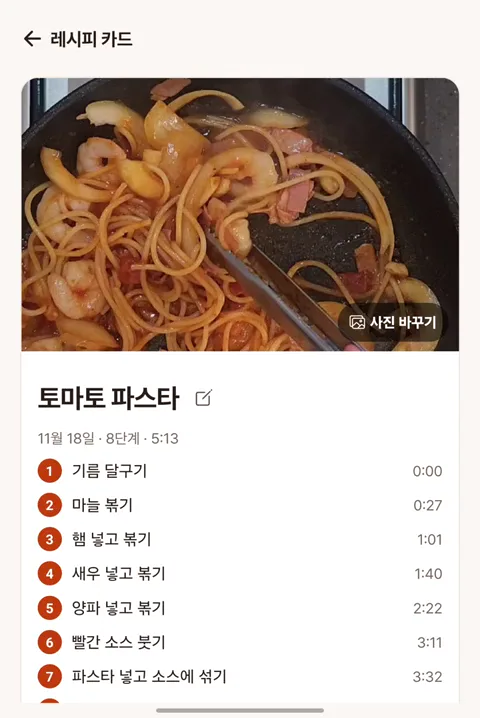 레시피 카드
사진 바꾸기
토마토 파스타
11월 18일 · 8단계 · 5:13
1 기름 달구기 0:00
2 마늘 볶기 0:27
3 햄 넣고 볶기 1:01
4 새우 넣고 볶기 1:40
5 양파 넣고 볶기 2:22
6 빨간 소스 붓기 3:11
7 파스타 넣고 소스에 섞기 3:32